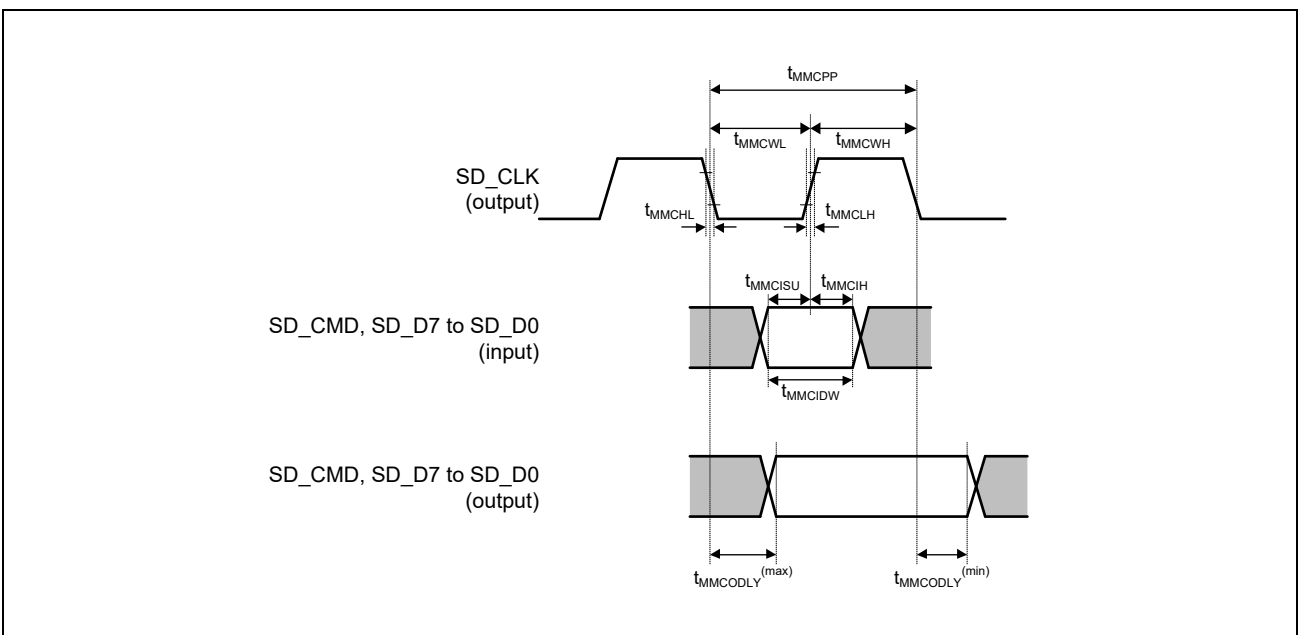 tMMCPP
tMMCWL
tMMCWH
SD_CLK
(output)
tMMCHL
tMMCLH
tMMCISU
tMMCIH
SD_CMD, SD_D7 to SD_D0
(input)
tMMCIDW
SD_CMD, SD_D7 to SD_D0
(output)
tMMCODLY(max)
tMMCODLY(min)